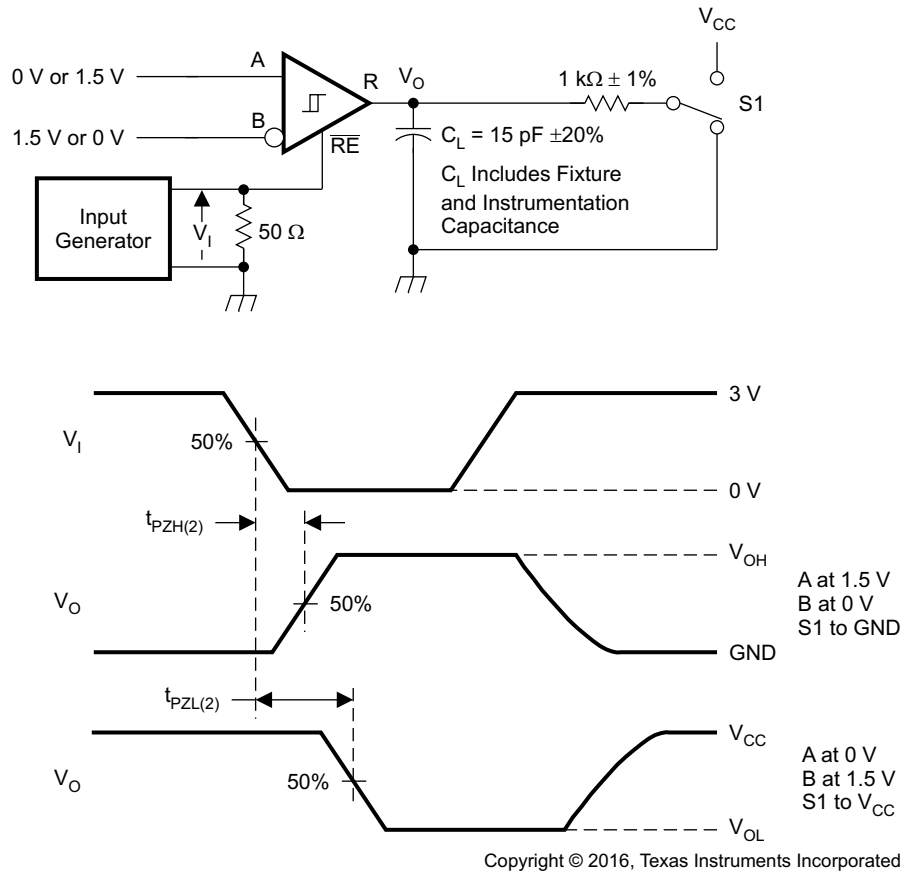 V_CC
0 V or 1.5 V
A
R
V_O
1 kΩ ± 1%
S1
B
1.5 V or 0 V
R̅E̅
C_L = 15 pF ±20%
C_L Includes Fixture
and Instrumentation
Capacitance
Input
Generator
V_I
50 Ω
3 V
V_I
50%
0 V
t_PZH(2)
V_OH
V_O
50%
A at 1.5 V
B at 0 V
S1 to GND
GND
t_PZL(2)
V_CC
V_O
50%
A at 0 V
B at 1.5 V
S1 to V_CC
V_OL
Copyright © 2016, Texas Instruments Incorporated